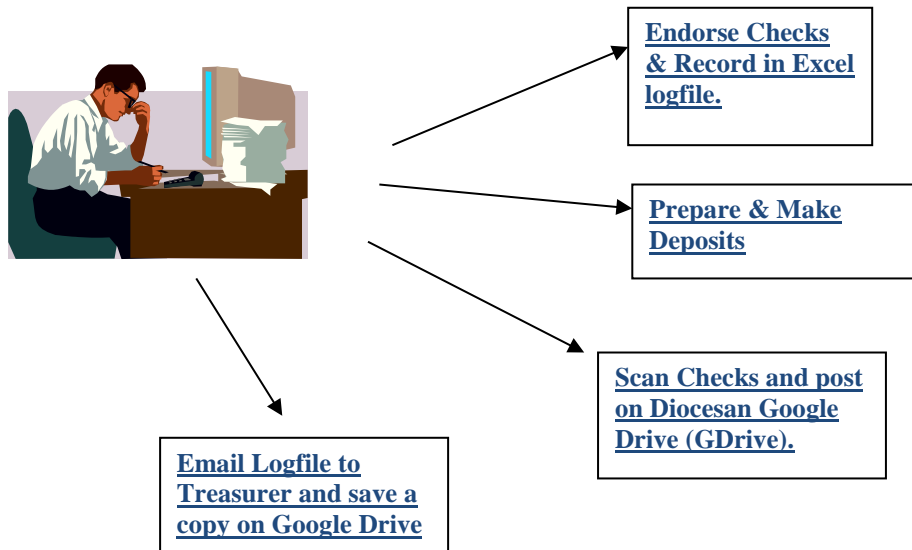 Endorse Checks
& Record in Excel
logfile.
Prepare & Make
Deposits
Scan Checks and post
on Diocesan Google
Drive (GDrive).
Email Logfile to
Treasurer and save a
copy on Google Drive